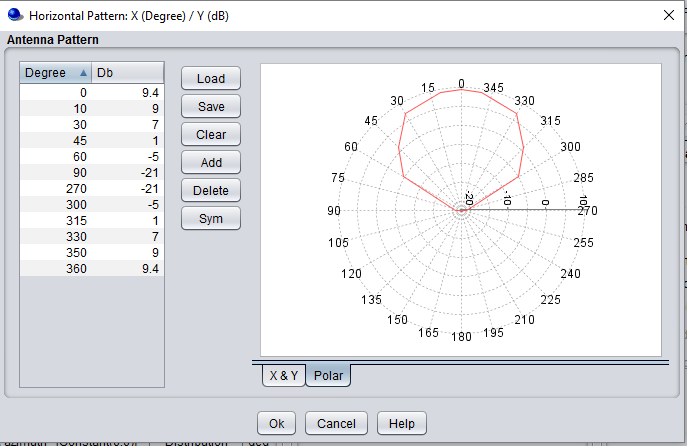 Horizontal Pattern: X (Degree) / Y (dB)
Antenna Pattern
Degree Db
0 9.4
10 9
30 7
45 1
60 -5
90 -21
270 -21
300 -5
315 1
330 7
350 9
360 9.4
Load
Save
Clear
Add
Delete
Sym
0
15 345
30 330
45 315
60 300
75 285
-20 -10 0 10
90 270
105 255
120 240
135 225
150 210
165 180 195
X & Y Polar
Ok Cancel Help